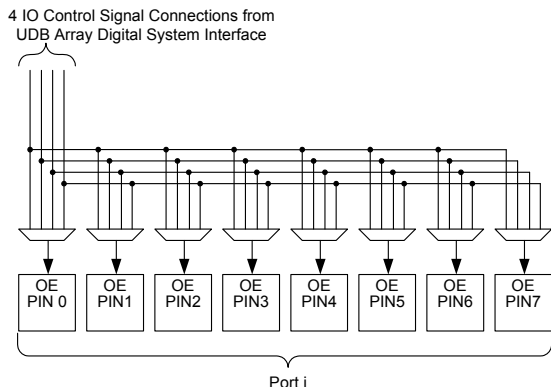 4 IO Control Signal Connections from
UDB Array Digital System Interface
OE
PIN 0
OE
PIN1
OE
PIN2
OE
PIN3
OE
PIN4
OE
PIN5
OE
PIN6
OE
PIN7
Port i